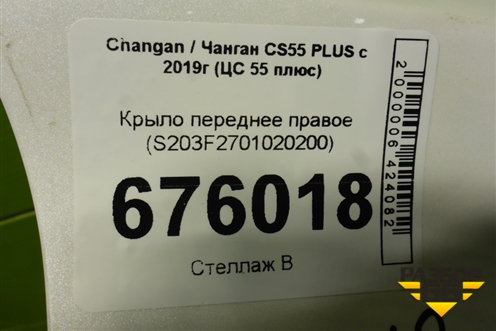 Changan / Чанган CS55 PLUS с
2019г (ЦС 55 плюс)
Крыло переднее правое
(S203F2701020200)
676018
Стеллаж В
2000006424082